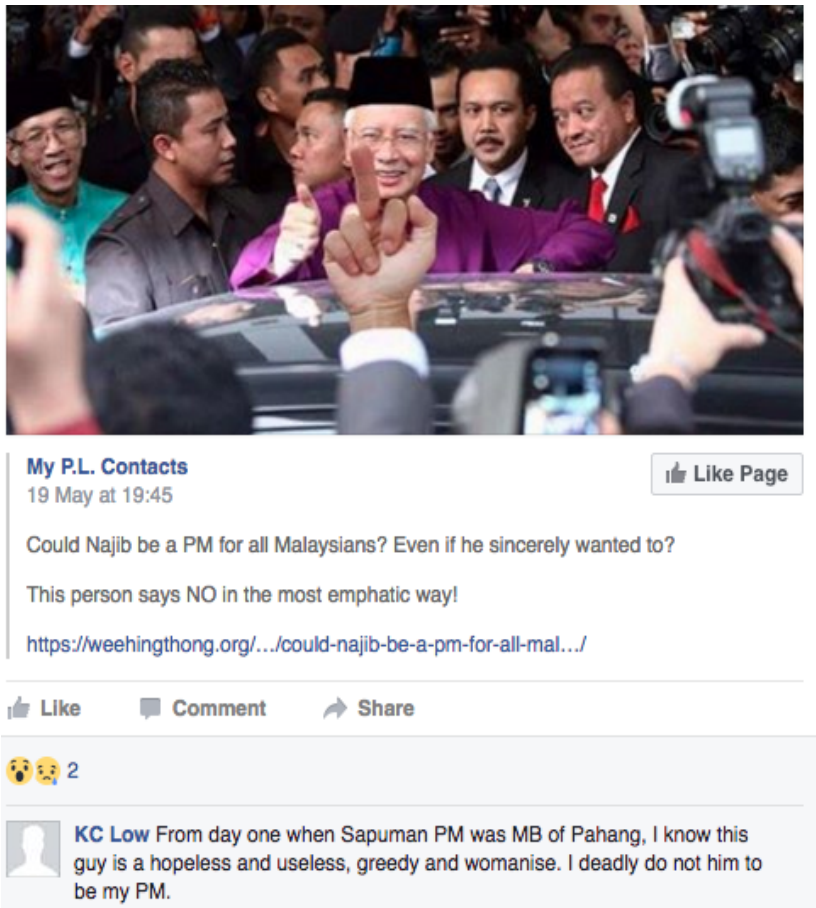 My P.L. Contacts
Like Page
19 May at 19:45
Could Najib be a PM for all Malaysians? Even if he sincerely wanted to?
This person says NO in the most emphatic way!
https://weehingthong.org/.../could-najib-be-a-pm-for-all-mal.../
Like Comment Share
2
KC Low From day one when Sapuman PM was MB of Pahang, I know this
guy is a hopeless and useless, greedy and womanise. I deadly do not him to
be my PM.